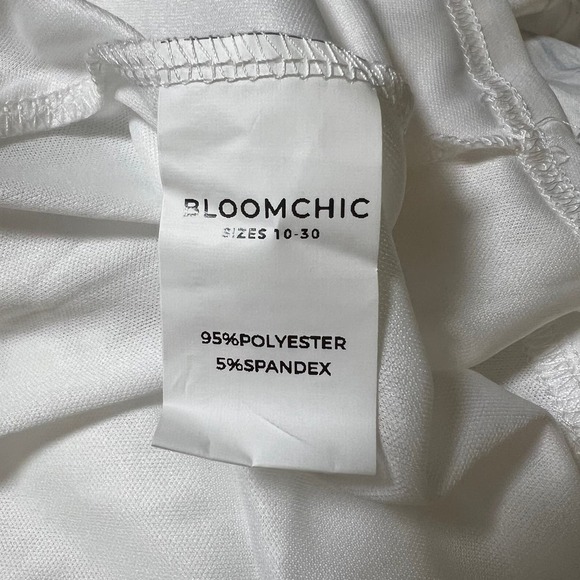 BLOOMCHIC
SIZES 10-30
95%POLYESTER
5%SPANDEX